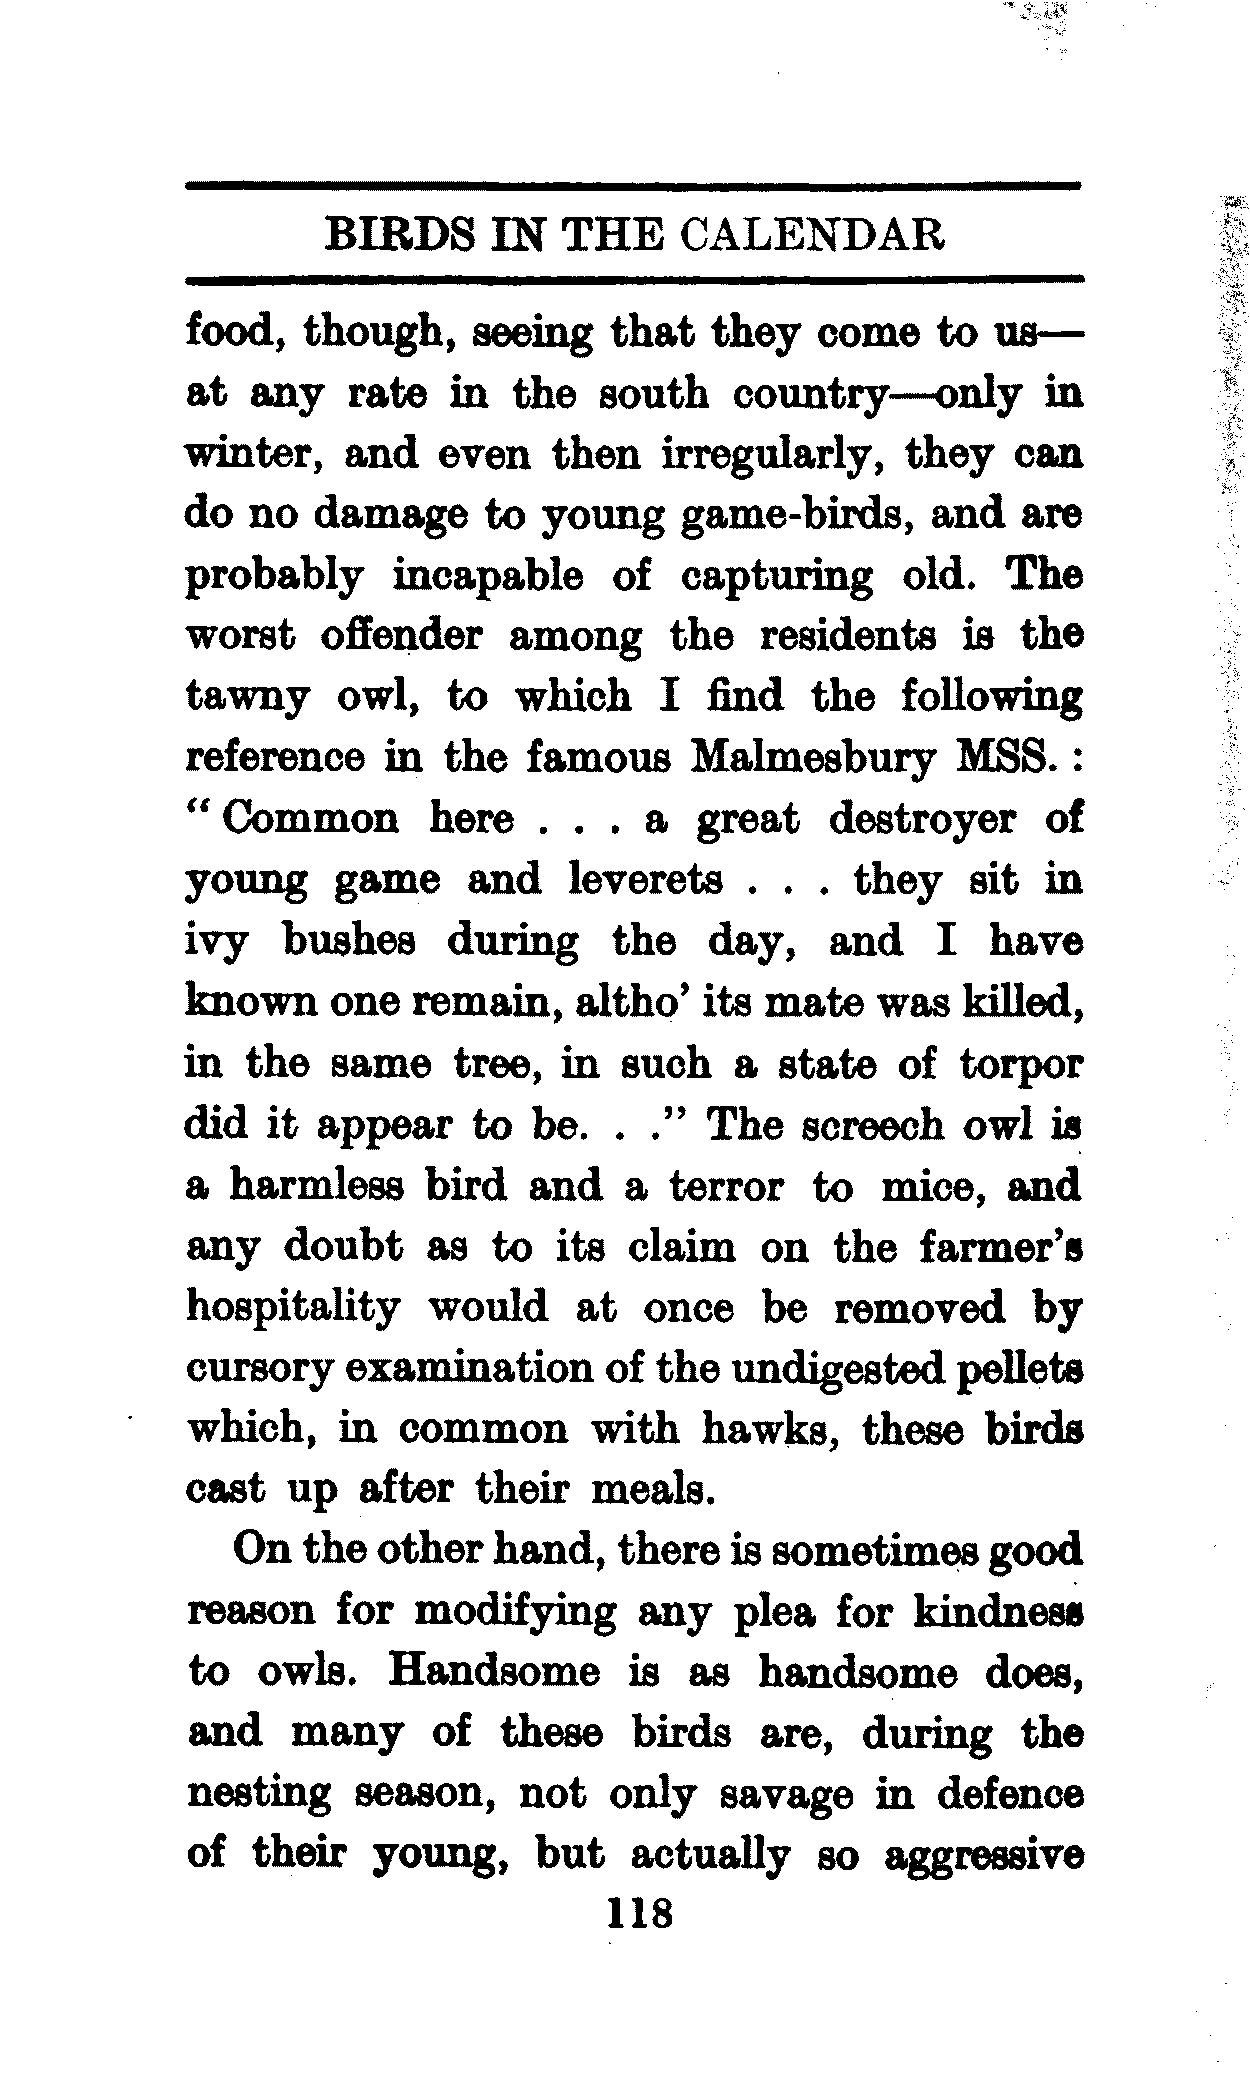 BIRDS IN THE CALENDAR
food, though, seeing that they come to us—
at any rate in the south country—only in
winter, and even then irregularly, they can
do no damage to young game-birds, and are
probably incapable of capturing old. The
worst offender among the residents is the
tawny owl, to which I find the following
reference in the famous Malmesbury MSS. :
“ Common here . . . a great destroyer of
young game and leverets . . . they sit in
ivy bushes during the day, and I have
known one remain, altho’ its mate was killed,
in the same tree, in such a state of torpor
did it appear to be. . .” The screech owl is
a harmless bird and a terror to mice, and
any doubt as to its claim on the farmer’s
hospitality would at once be removed by
cursory examination of the undigested pellets
which, in common with hawks, these birds
cast up after their meals.
On the other hand, there is sometimes good
reason for modifying any plea for kindness
to owls. Handsome is as handsome does,
and many of these birds are, during the
nesting season, not only savage in defence
of their young, but actually so aggressive
118